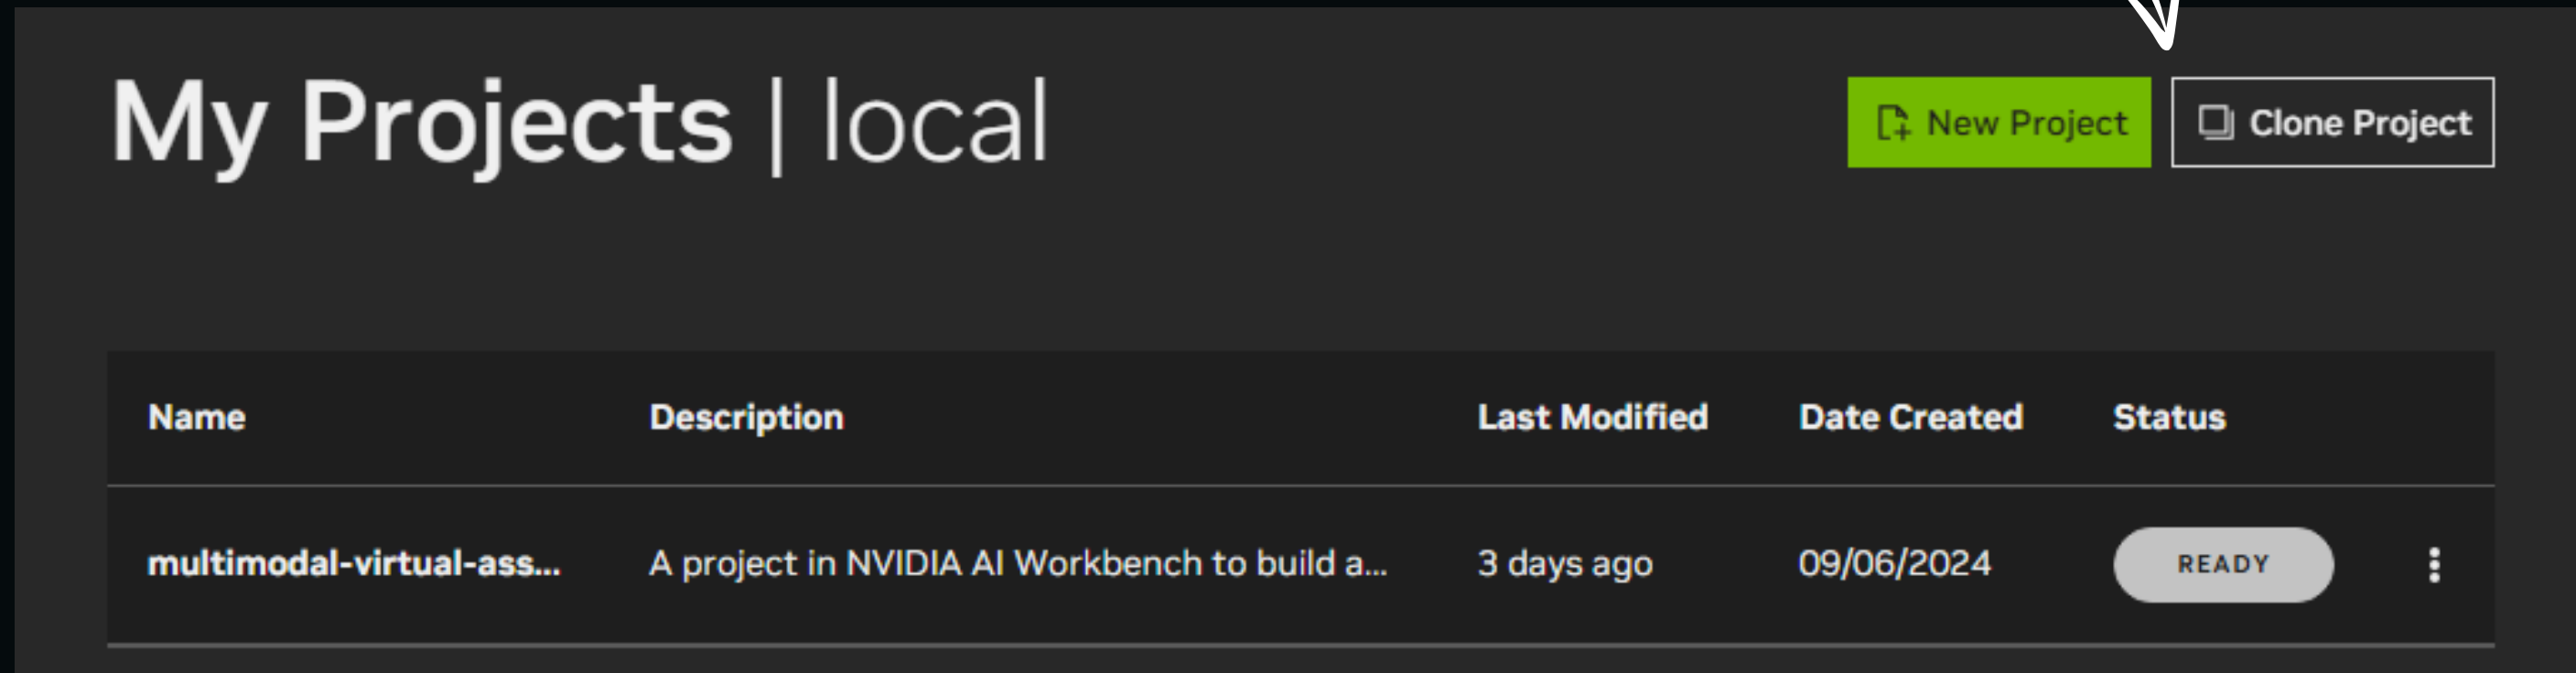 My Projects | local
New Project
Clone Project
Name Description Last Modified Date Created Status
multimodal-virtual-ass... A project in NVIDIA AI Workbench to build a... 3 days ago 09/06/2024 READY